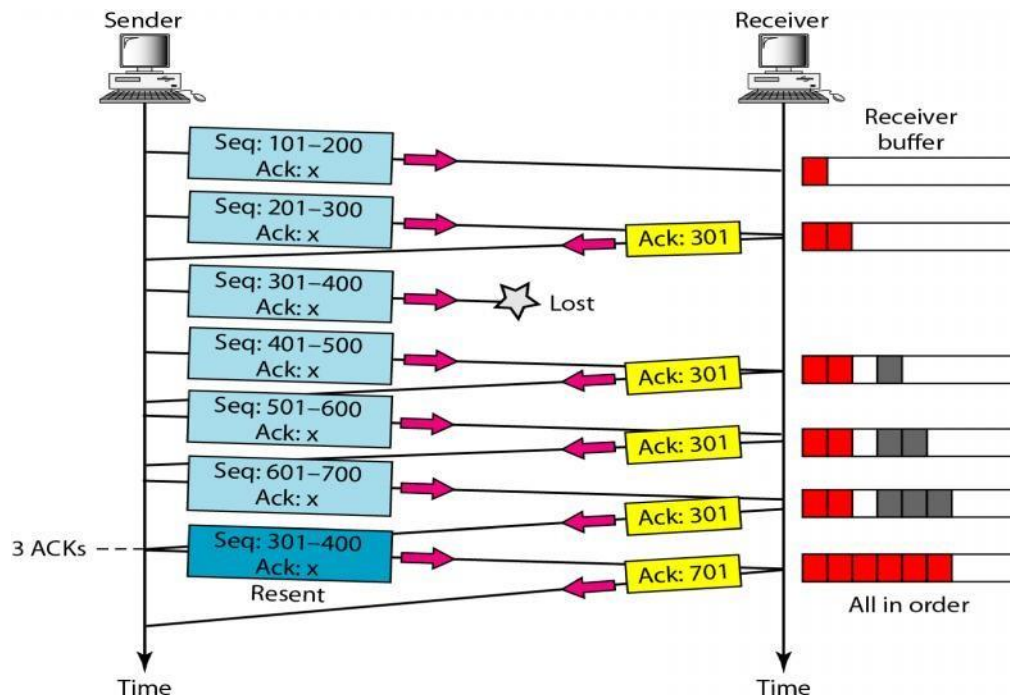 Sender
Receiver
Receiver
buffer
Seq: 101–200
Ack: x
Seq: 201–300
Ack: x
Ack: 301
Seq: 301–400
Ack: x
Lost
Seq: 401–500
Ack: x
Ack: 301
Seq: 501–600
Ack: x
Ack: 301
Seq: 601–700
Ack: x
Ack: 301
3 ACKs
Seq: 301–400
Ack: x
Resent
Ack: 701
All in order
Time
Time